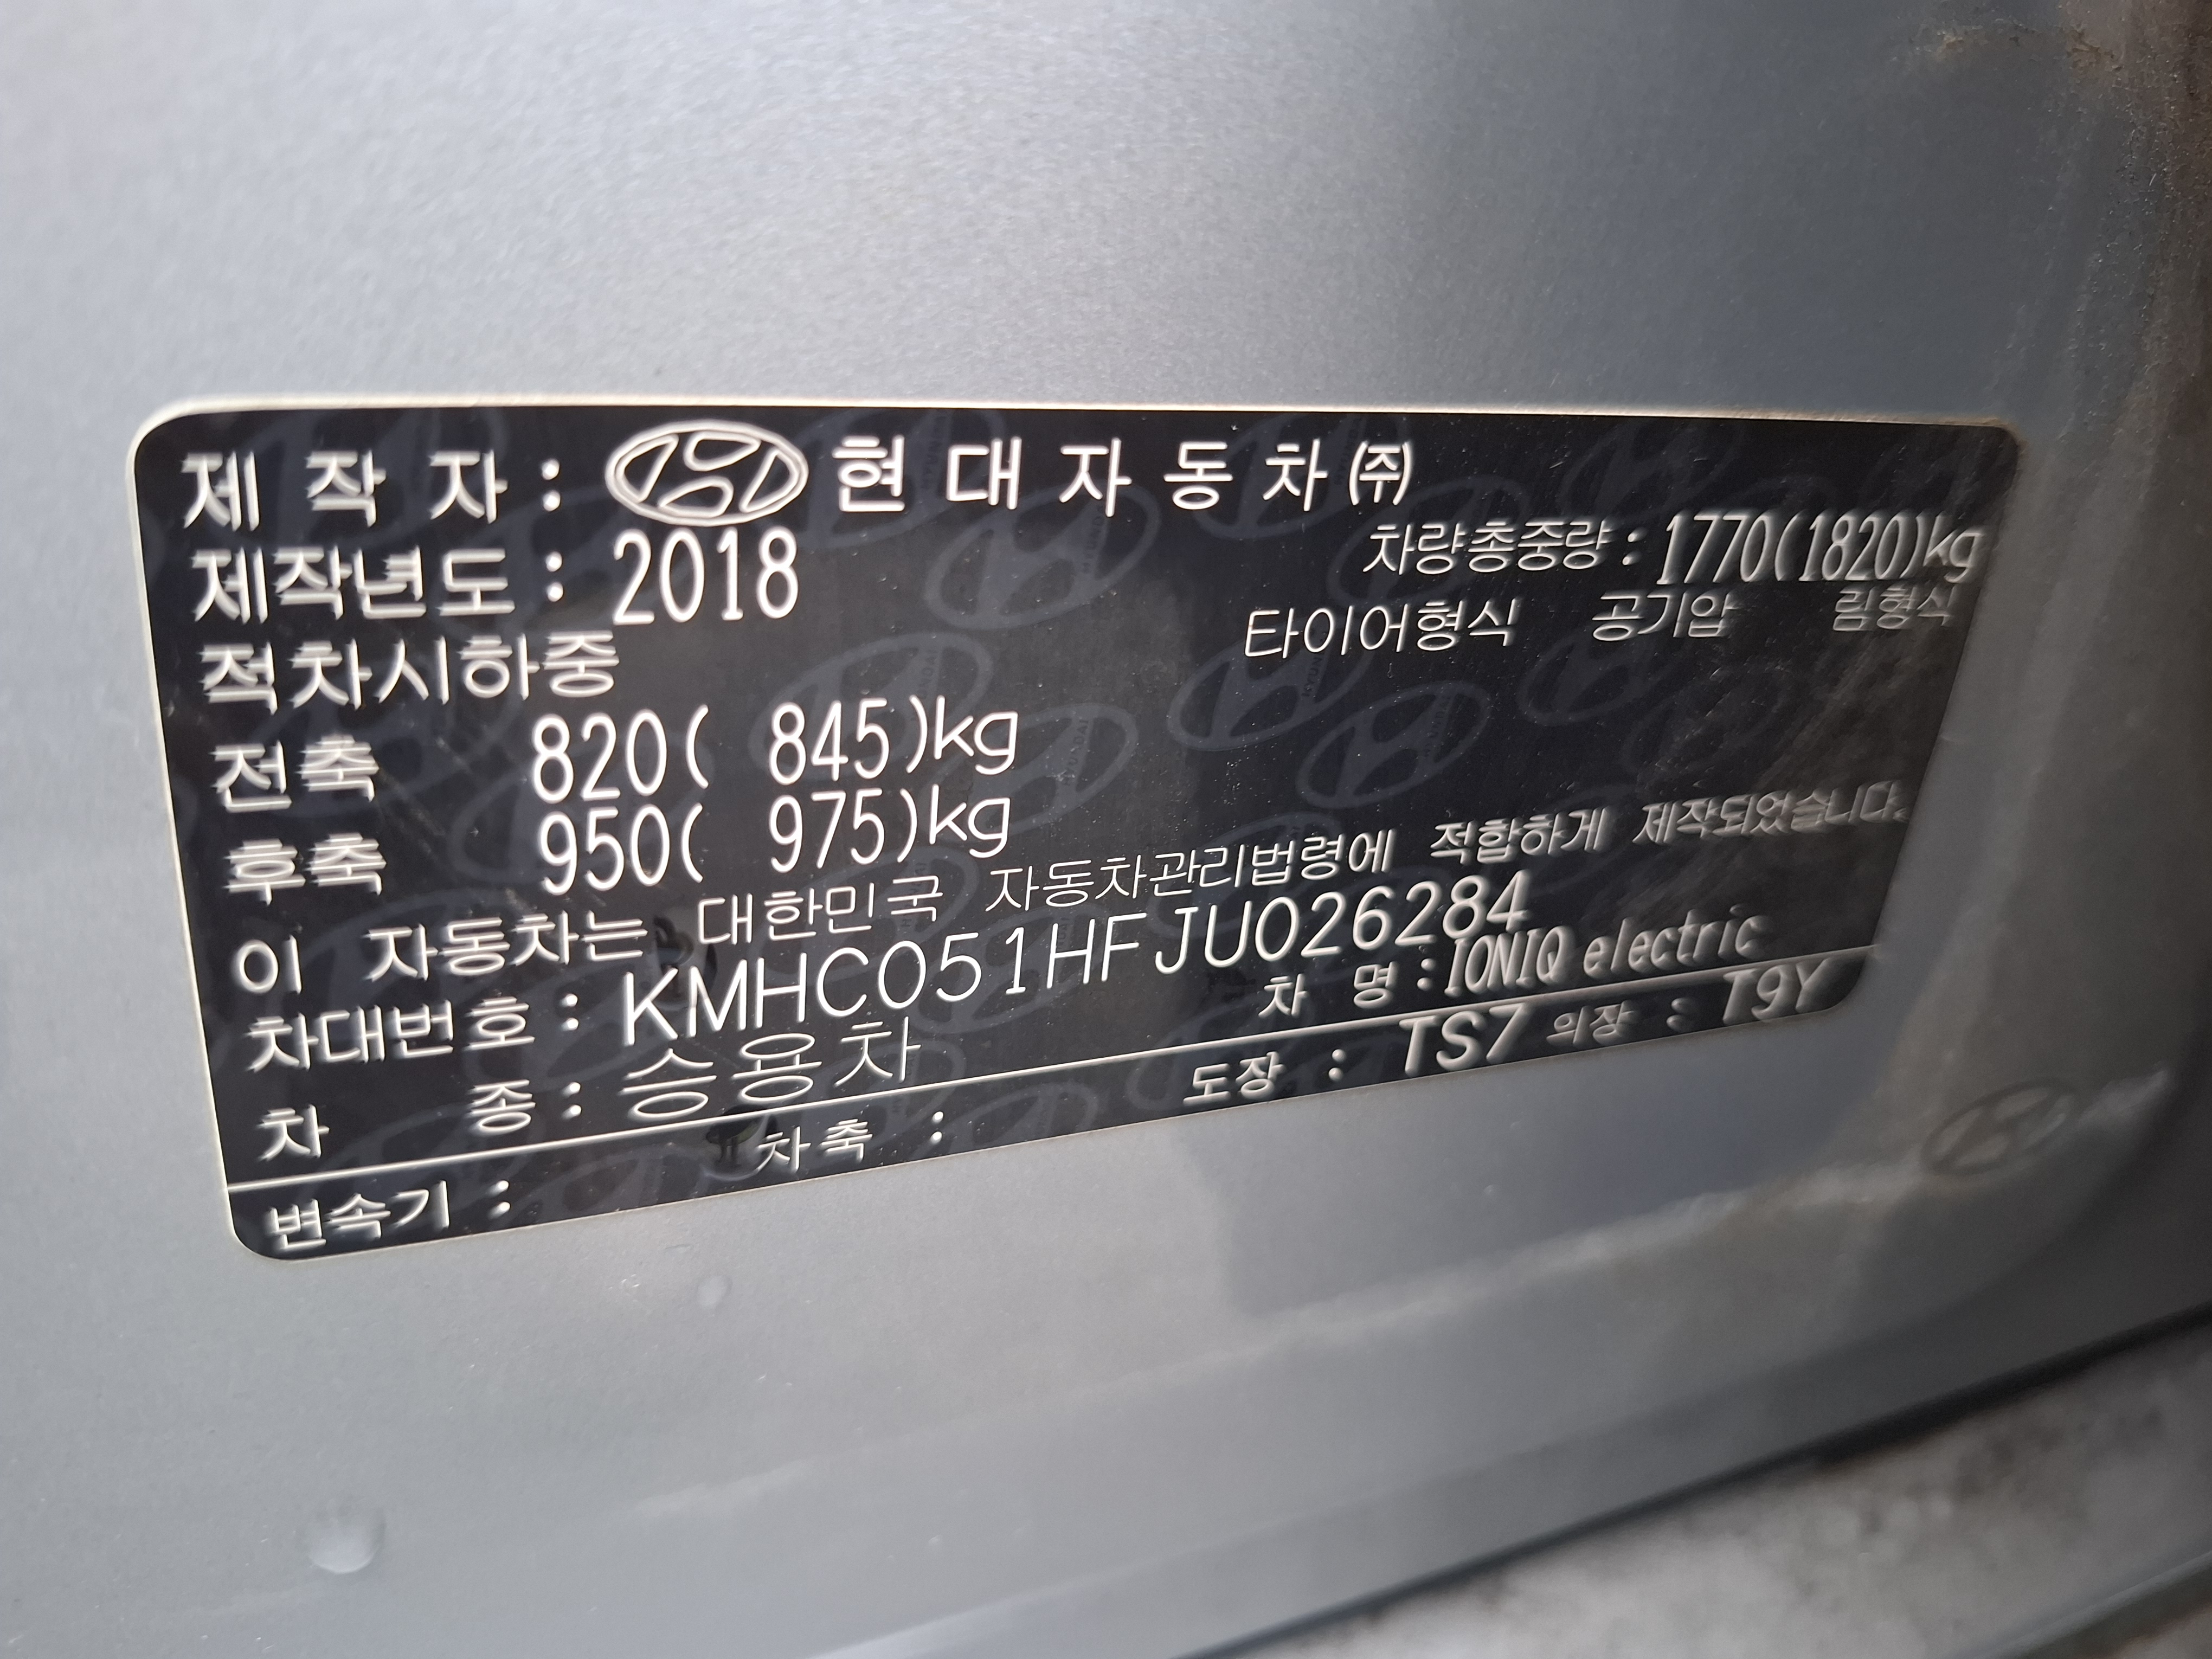 제 작 자 : 현 대 자 동 차 ㈜
제작년도 : 2018
차량총중량 : 1770(1820)kg
적차시하중
타이어형식 공기압 림형식
전축 820( 845)kg
후축 950( 975)kg
이 자동차는 대한민국 자동차관리법령에 적합하게 제작되었습니다.
차대번호 : KMHC051HFJU026284
차 종 : 승용차
차 명 : IONIQ electric
변속기 : 차축 : 도장 : TS7 의장 : T9Y